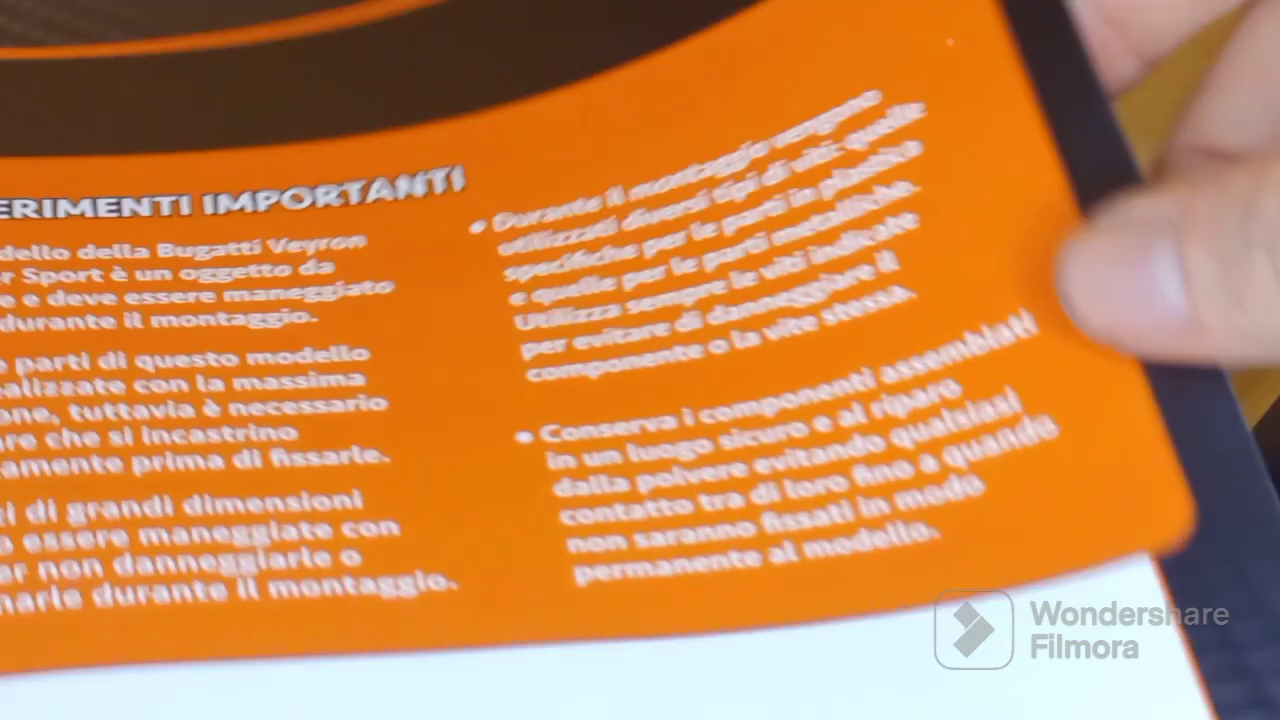 ERIMENTI IMPORTANTI
dello della Bugatti Veyron
r Sport è un oggetto da
e e deve essere maneggiato
durante il montaggio.
e parti di questo modello
alizzate con la massima
one, tuttavia è necessario
are che si incastrino
amente prima di fissarle.
i di grandi dimensioni
o essere maneggiate con
er non danneggiarle o
narle durante il montaggio.
• Durante il montaggio vengono
utilizzati diversi tipi di viti: quelle
specifiche per le parti in plastica
e quelle per le parti metalliche.
Utilizza sempre le viti indicate
per evitare di danneggiare il
componente o la vite stessa.
• Conserva i componenti assemblati
in un luogo sicuro e al riparo
dalla polvere evitando qualsiasi
contatto tra di loro fino a quando
non saranno fissati in modo
permanente al modello.
Wondershare
Filmora